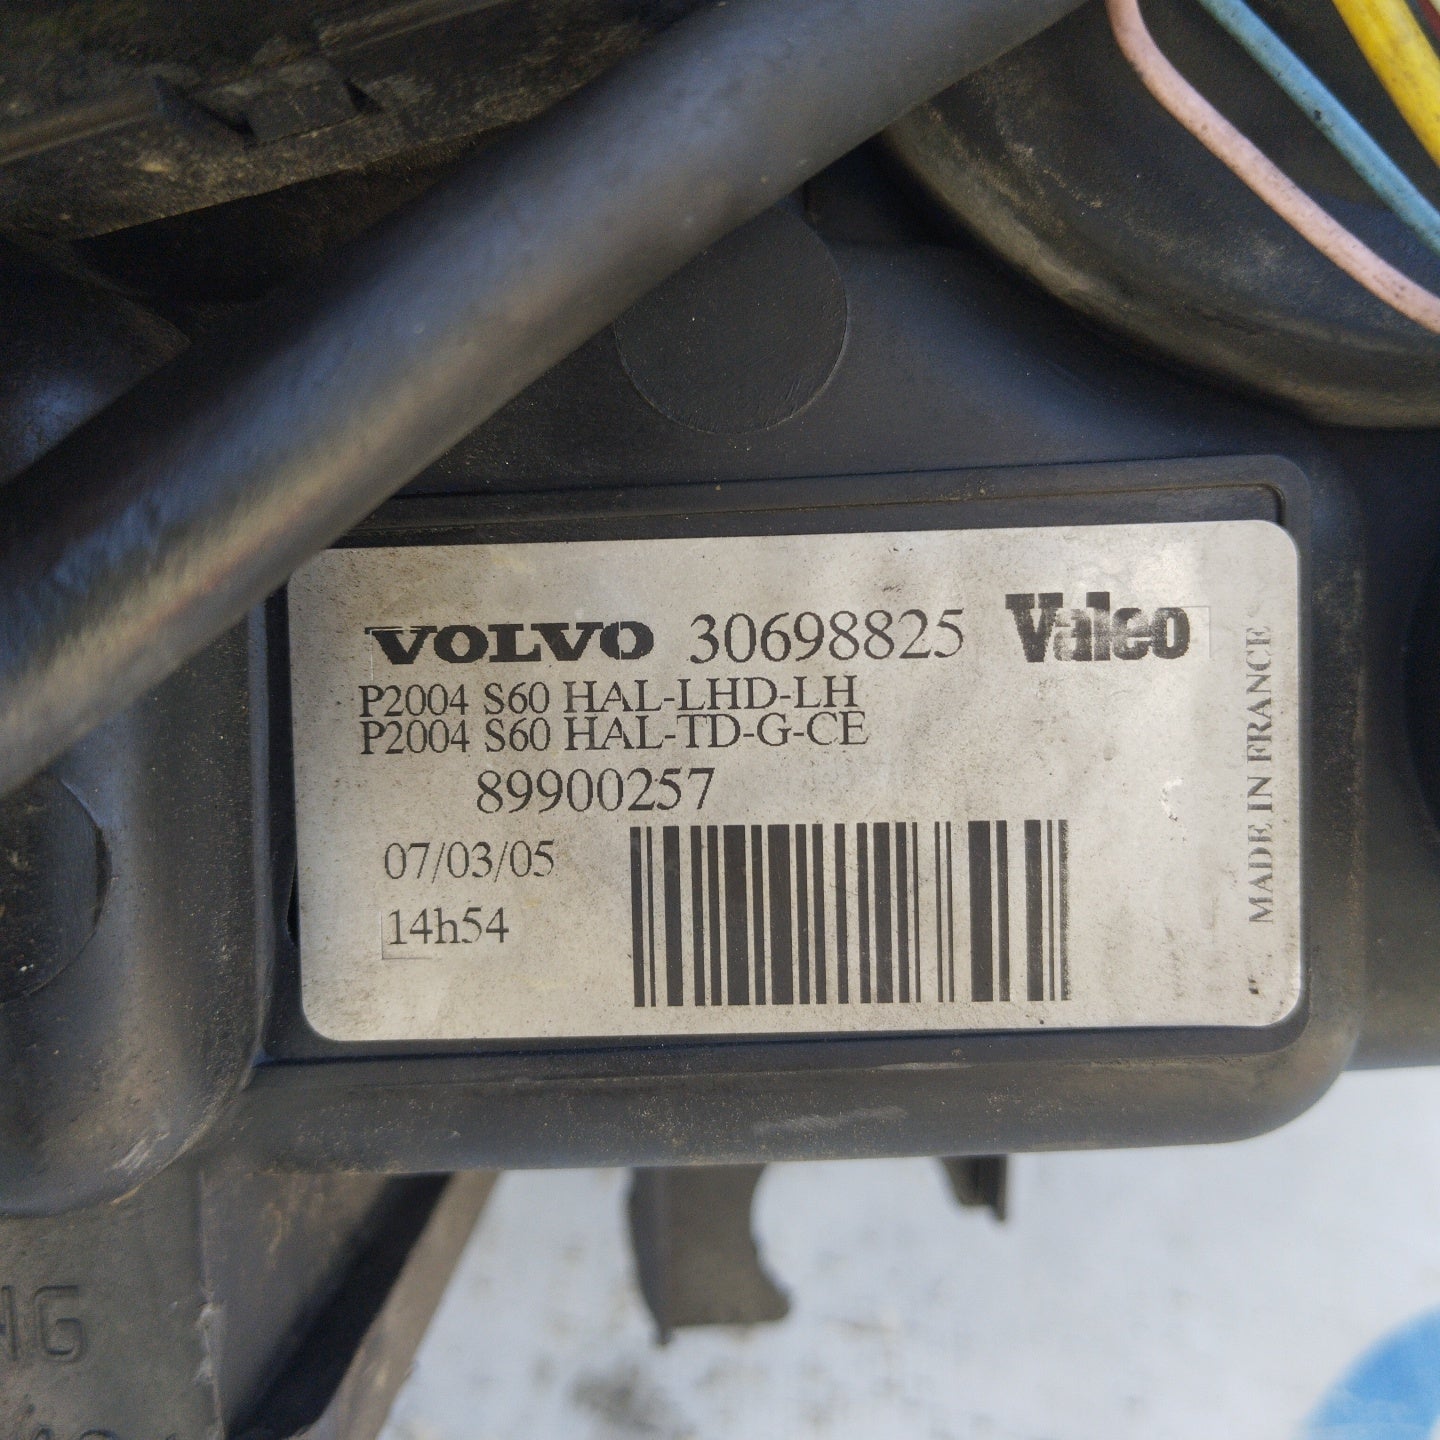 VOLVO 30698825 Valeo
P2004 S60 HAL-LHD-LH
P2004 S60 HAL-TD-G-CE
89900257
07/03/05
14h54
MADE IN FRANCE